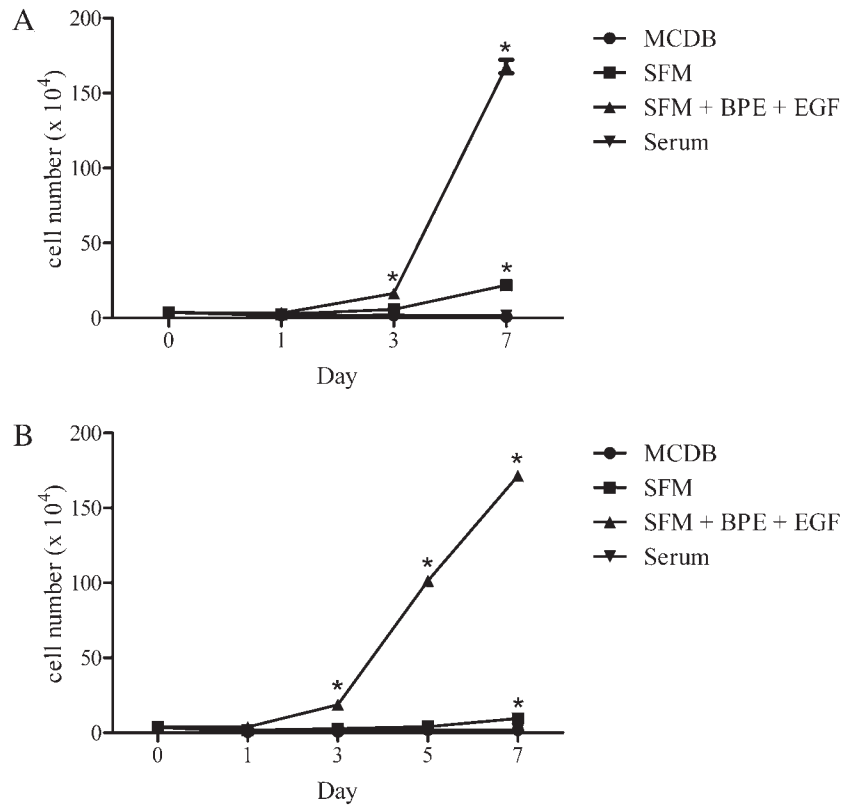 A
cell number (x 10⁴)
200
150
100
50
0
*
*
*
0 1 3 7
Day
MCDB
SFM
SFM + BPE + EGF
Serum
B
cell number (x 10⁴)
200
150
100
50
0
*
*
*
*
0 1 3 5 7
Day
MCDB
SFM
SFM + BPE + EGF
Serum